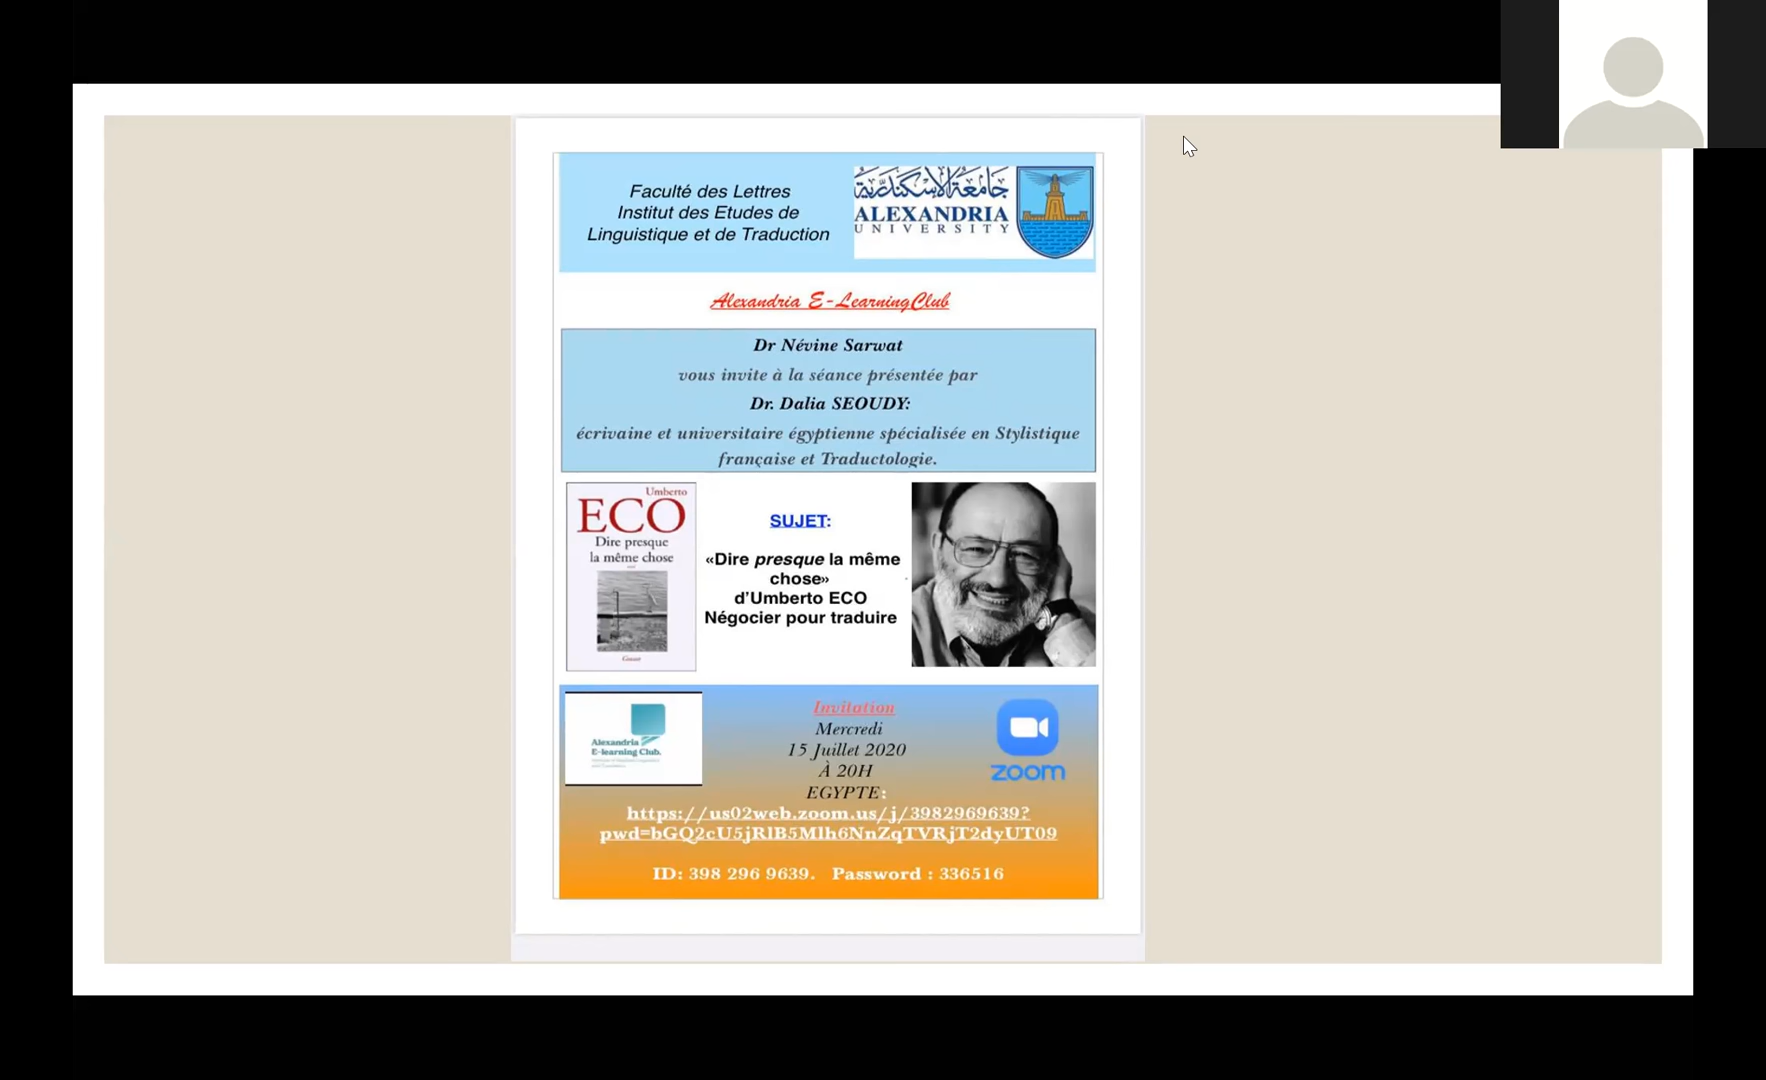 Faculté des Lettres
Institut des Etudes de
Linguistique et de Traduction
جامعة الإسكندرية
ALEXANDRIA
UNIVERSITY
Alexandria E-LearningClub
Dr Névine Sarwat
vous invite à la séance présentée par
Dr. Dalia SEOUDY:
écrivaine et universitaire égyptienne spécialisée en Stylistique
française et Traductologie.
Umberto
ECO
Dire presque
la même chose
Grasset
SUJET:
«Dire presque la même
chose»
d’Umberto ECO
Négocier pour traduire
Alexandria
E-learning Club.
Invitation
Mercredi
15 Juillet 2020
À 20H
EGYPTE:
zoom
https://us02web.zoom.us/j/3982969639?
pwd=bGQ2cU5jRlB5Mlh6NnZqTVRjT2dyUT09
ID: 398 296 9639. Password : 336516